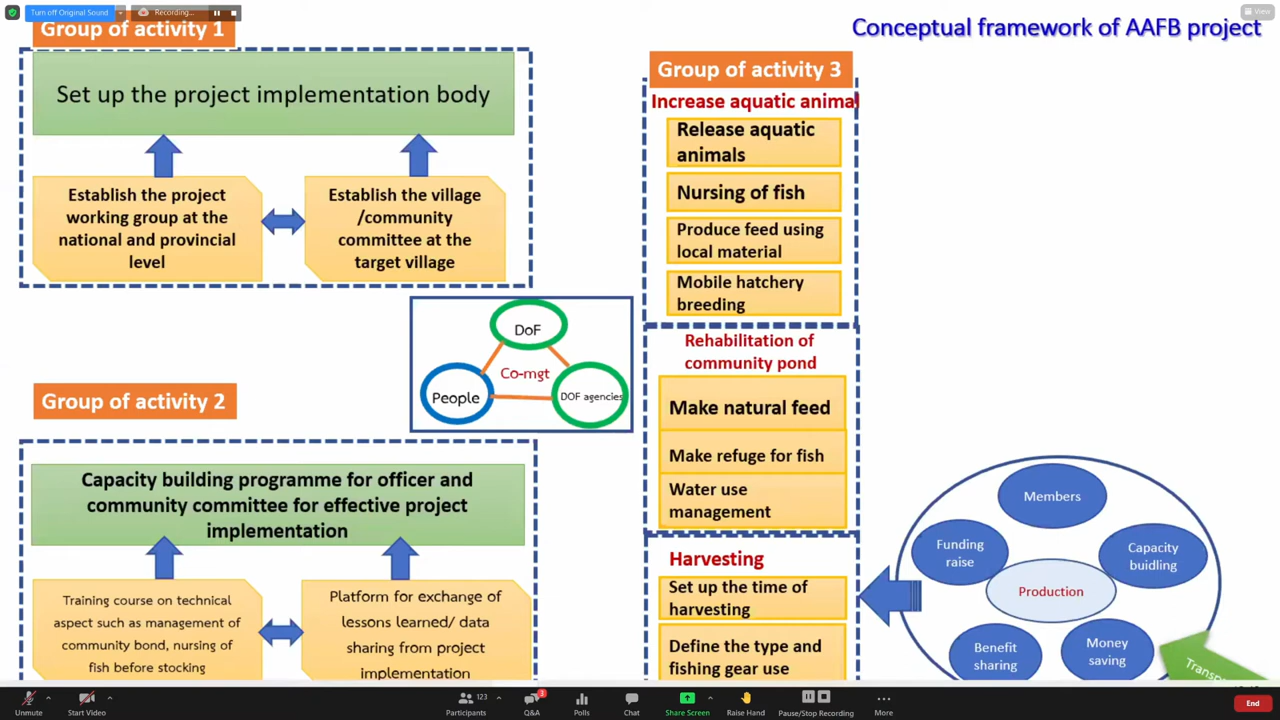 Turn off Original Sound
Recording...
View
Conceptual framework of AAFB project
Group of activity 1
Set up the project implementation body
Establish the project
working group at the
national and provincial
level
Establish the village
/community
committee at the
target village
DoF
Co-mgt
People
DOF agencies
Group of activity 2
Capacity building programme for officer and
community committee for effective project
implementation
Training course on technical
aspect such as management of
community bond, nursing of
fish before stocking
Platform for exchange of
lessons learned/ data
sharing from project
implementation
Group of activity 3
Increase aquatic animal
Release aquatic
animals
Nursing of fish
Produce feed using
local material
Mobile hatchery
breeding
Rehabilitation of
community pond
Make natural feed
Make refuge for fish
Water use
management
Harvesting
Set up the time of
harvesting
Define the type and
fishing gear use
Members
Funding
raise
Capacity
buidling
Production
Benefit
sharing
Money
saving
Unmute
Start Video
123
Participants
3
Q&A
Polls
Chat
Share Screen
Raise Hand
Pause/Stop Recording
More
End